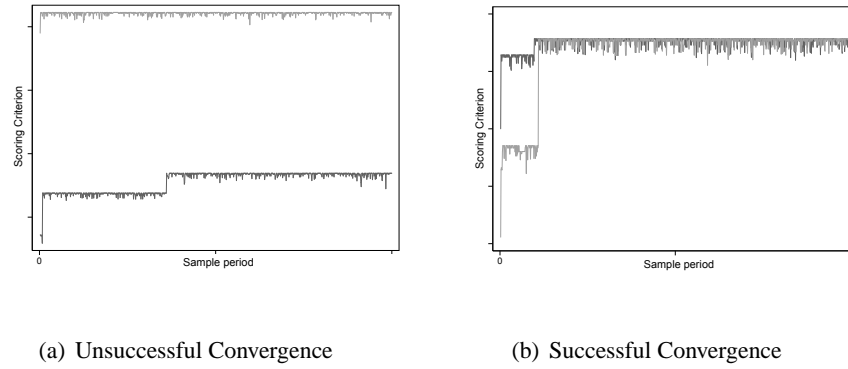 Scoring Criterion
0
Sample period
Scoring Criterion
0
Sample period
(a) Unsuccessful Convergence
(b) Successful Convergence